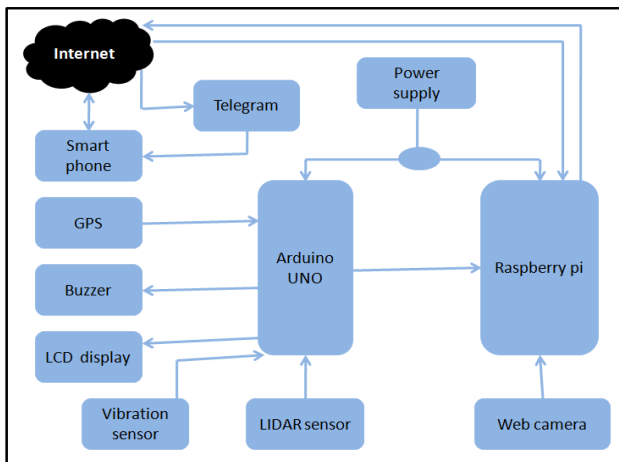 Internet
Power
supply
Telegram
Smart
phone
GPS
Arduino
UNO
Raspberry pi
Buzzer
LCD display
Vibration
sensor
LIDAR sensor
Web camera